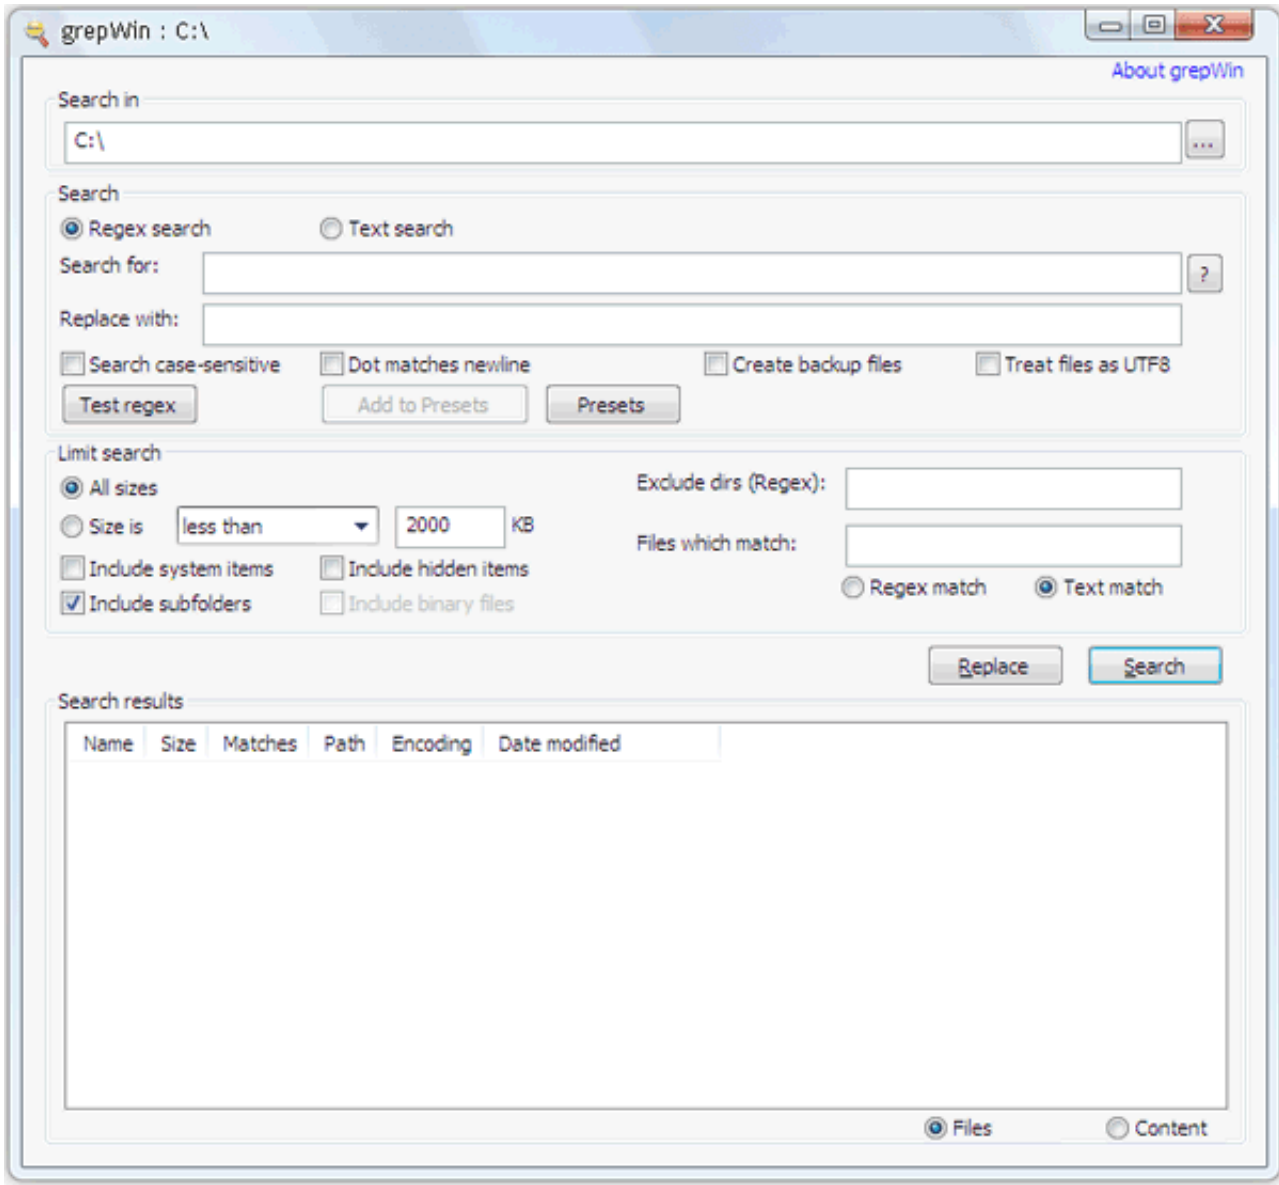 grepWin : C:\
About grepWin
Search in
C:\
...
Search
Regex search Text search
Search for: ?
Replace with:
Search case-sensitive Dot matches newline Create backup files Treat files as UTF8
Test regex Add to Presets Presets
Limit search
All sizes Exclude dirs (Regex):
Size is less than 2000 KB
Files which match:
Include system items Include hidden items
Regex match Text match
Include subfolders Include binary files
Replace Search
Search results
Name Size Matches Path Encoding Date modified
Files Content